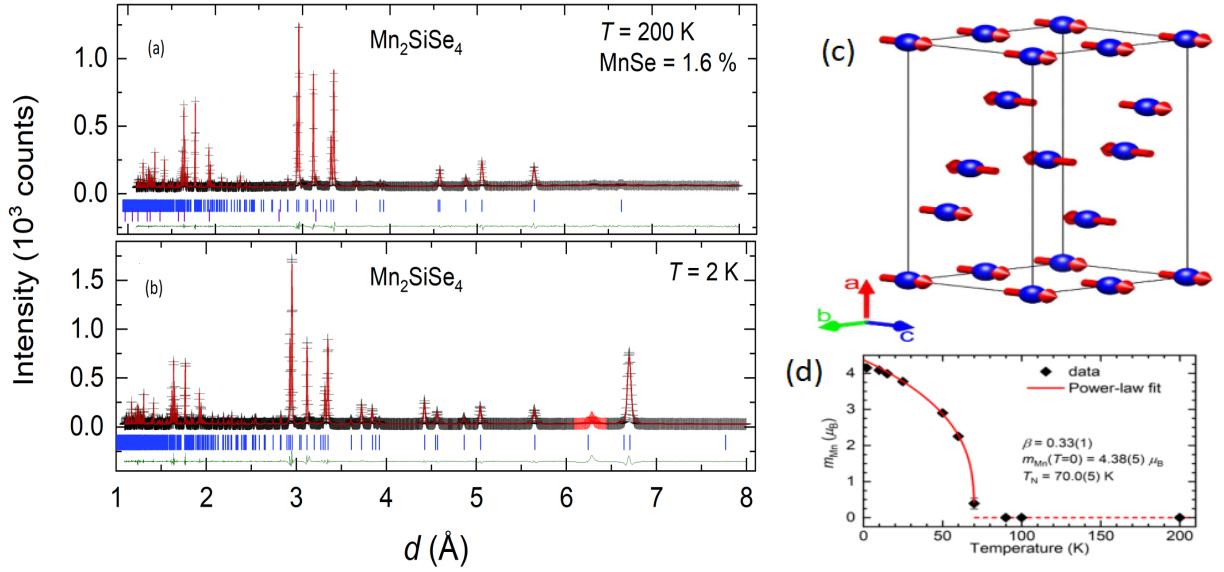 (a)
Mn₂SiSe₄
T = 200 K
MnSe = 1.6 %
1.0
0.5
0.0
Intensity (10³ counts)
(b)
Mn₂SiSe₄
T = 2 K
1.5
1.0
0.5
0.0
1 2 3 4 5 6 7 8
d (Å)
(c)
a
b
c
(d)
data
Power-law fit
β = 0.33(1)
mMn(T=0) = 4.38(5) μB
TN = 70.0(5) K
4
3
2
1
0
mMn (μB)
0 50 100 150 200
Temperature (K)